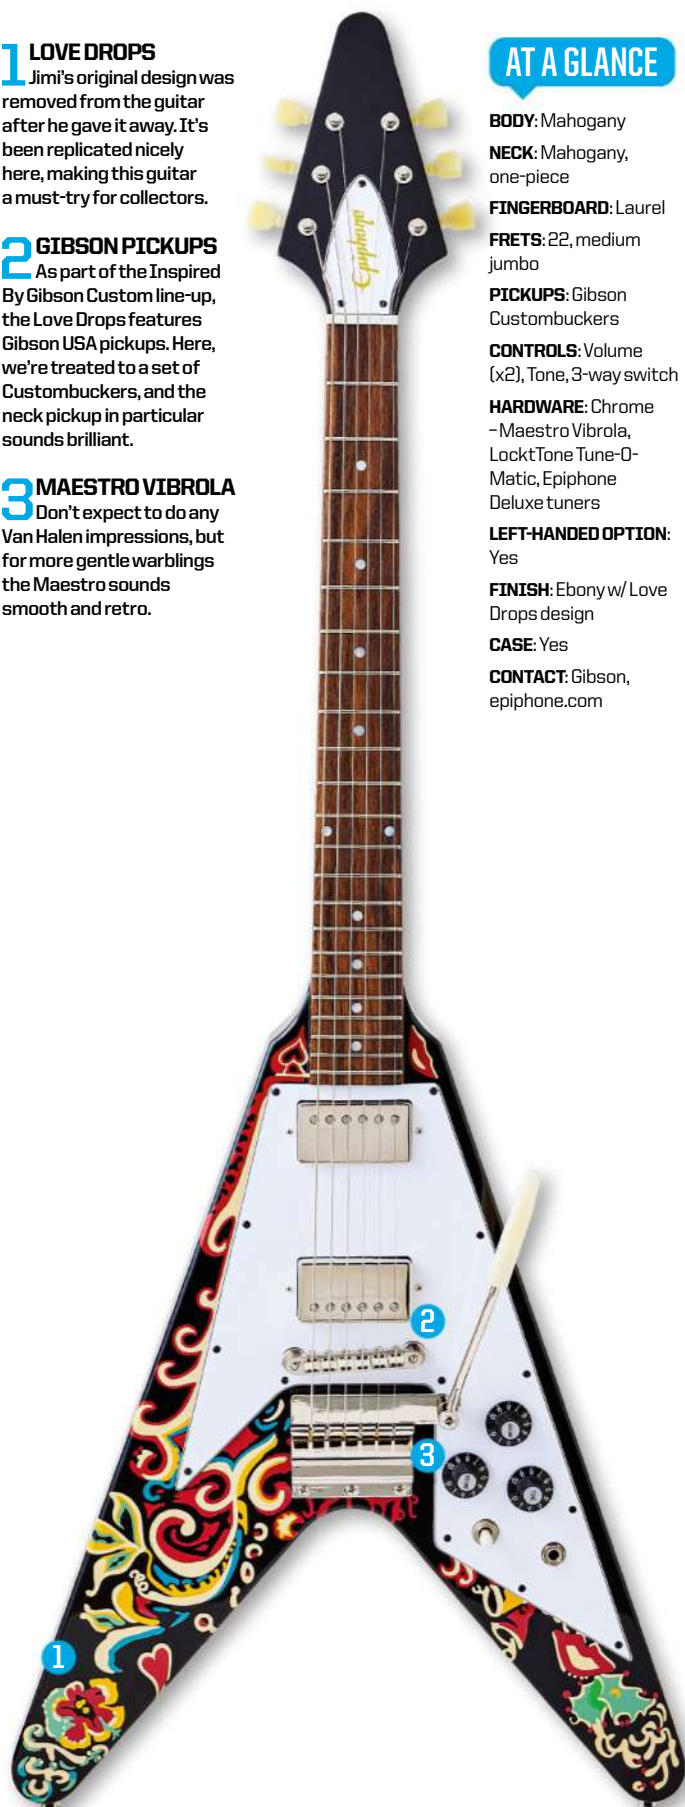 1 LOVE DROPS
Jimi's original design was
removed from the guitar
after he gave it away. It's
been replicated nicely
here, making this guitar
a must-try for collectors.
2 GIBSON PICKUPS
As part of the Inspired
By Gibson Custom line-up,
the Love Drops features
Gibson USA pickups. Here,
we're treated to a set of
Custombuckers, and the
neck pickup in particular
sounds brilliant.
3 MAESTRO VIBROLA
Don't expect to do any
Van Halen impressions, but
for more gentle warblings
the Maestro sounds
smooth and retro.
Epiphone
AT A GLANCE
BODY: Mahogany
NECK: Mahogany,
one-piece
FINGERBOARD: Laurel
FRETS: 22, medium
jumbo
PICKUPS: Gibson
Custombuckers
CONTROLS: Volume
(x2), Tone, 3-way switch
HARDWARE: Chrome
– Maestro Vibrola,
LocktTone Tune-O-
Matic, Epiphone
Deluxe tuners
LEFT-HANDED OPTION:
Yes
FINISH: Ebony w/ Love
Drops design
CASE: Yes
CONTACT: Gibson,
epiphone.com
2
3
1